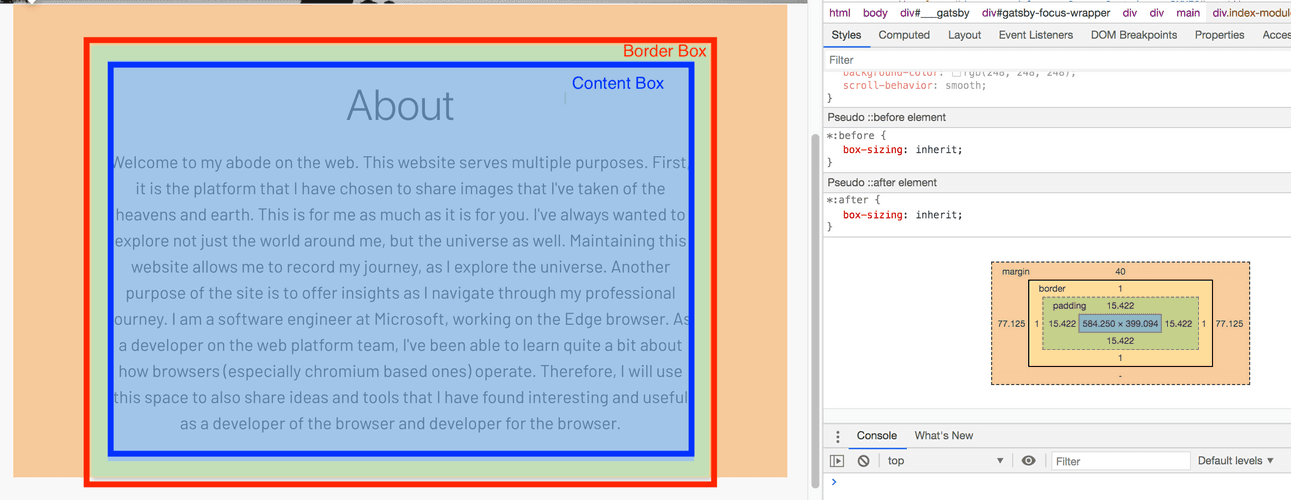 Border Box
Content Box
About
Welcome to my abode on the web. This website serves multiple purposes. First,
it is the platform that I have chosen to share images that I've taken of the
heavens and earth. This is for me as much as it is for you. I've always wanted to
explore not just the world around me, but the universe as well. Maintaining this
website allows me to record my journey, as I explore the universe. Another
purpose of the site is to offer insights as I navigate through my professional
ourney. I am a software engineer at Microsoft, working on the Edge browser. As
a developer on the web platform team, I've been able to learn quite a bit about
how browsers (especially chromium based ones) operate. Therefore, I will use
this space to also share ideas and tools that I have found interesting and useful
as a developer of the browser and developer for the browser.
html body div#___gatsby div#gatsby-focus-wrapper div div main div.index-modul
Styles Computed Layout Event Listeners DOM Breakpoints Properties Acces
Filter
background-color: rgb(248, 248, 248);
scroll-behavior: smooth;
}
Pseudo ::before element
*:before {
box-sizing: inherit;
}
Pseudo ::after element
*:after {
box-sizing: inherit;
}
margin 40
border 1
padding 15.422
77.125 1 15.422 584.250 × 399.094 15.422 1 77.125
15.422
1
-
Console What's New
top Filter Default levels